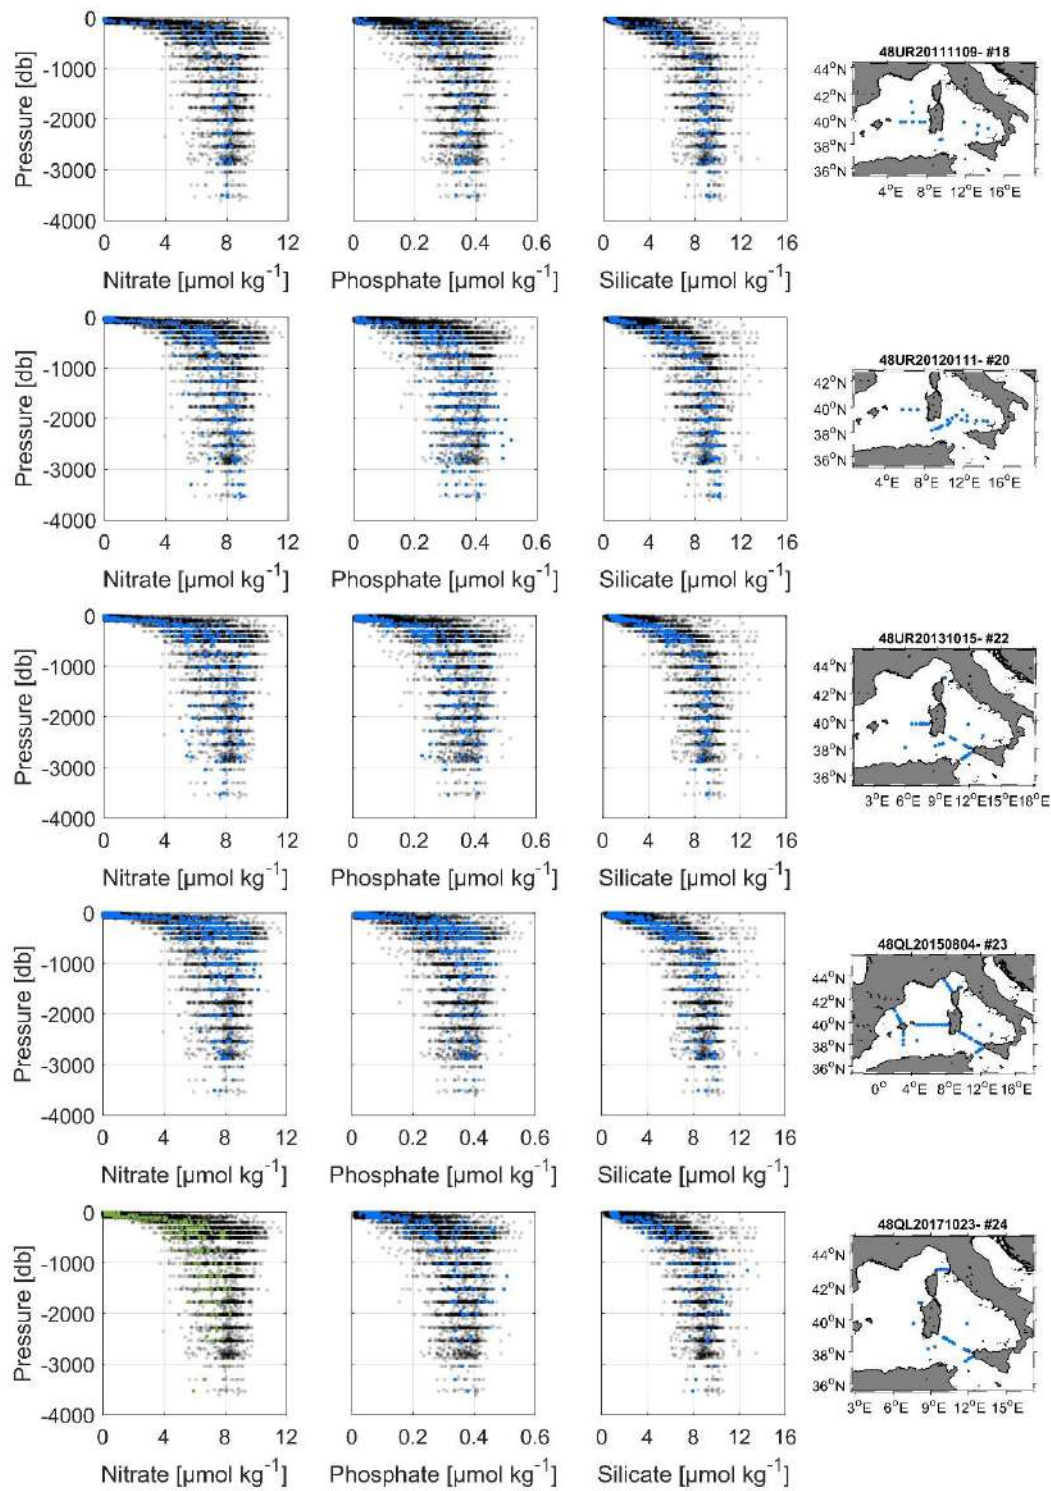 0
-1000
-2000
-3000
-4000
Pressure [db]
0 4 8 12
Nitrate [µmol kg-1]
0 0.2 0.4 0.6
Phosphate [µmol kg-1]
0 4 8 12 16
Silicate [µmol kg-1]
48UR20111109- #18
44°N
42°N
40°N
38°N
36°N
4°E 8°E 12°E 16°E
0
-1000
-2000
-3000
-4000
Pressure [db]
0 4 8 12
Nitrate [µmol kg-1]
0 0.2 0.4 0.6
Phosphate [µmol kg-1]
0 4 8 12 16
Silicate [µmol kg-1]
48UR20120111- #20
42°N
40°N
38°N
36°N
4°E 8°E 12°E 16°E
0
-1000
-2000
-3000
-4000
Pressure [db]
0 4 8 12
Nitrate [µmol kg-1]
0 0.2 0.4 0.6
Phosphate [µmol kg-1]
0 4 8 12 16
Silicate [µmol kg-1]
48UR20131015- #22
44°N
42°N
40°N
38°N
36°N
3°E 6°E 9°E 12°E 15°E 18°E
0
-1000
-2000
-3000
-4000
Pressure [db]
0 4 8 12
Nitrate [µmol kg-1]
0 0.2 0.4 0.6
Phosphate [µmol kg-1]
0 4 8 12 16
Silicate [µmol kg-1]
48QL20150804- #23
44°N
42°N
40°N
38°N
36°N
0° 4°E 8°E 12°E 16°E
0
-1000
-2000
-3000
-4000
Pressure [db]
0 4 8 12
Nitrate [µmol kg-1]
0 0.2 0.4 0.6
Phosphate [µmol kg-1]
0 4 8 12 16
Silicate [µmol kg-1]
48QL20171023- #24
44°N
42°N
40°N
38°N
36°N
3°E 6°E 9°E 12°E 15°E